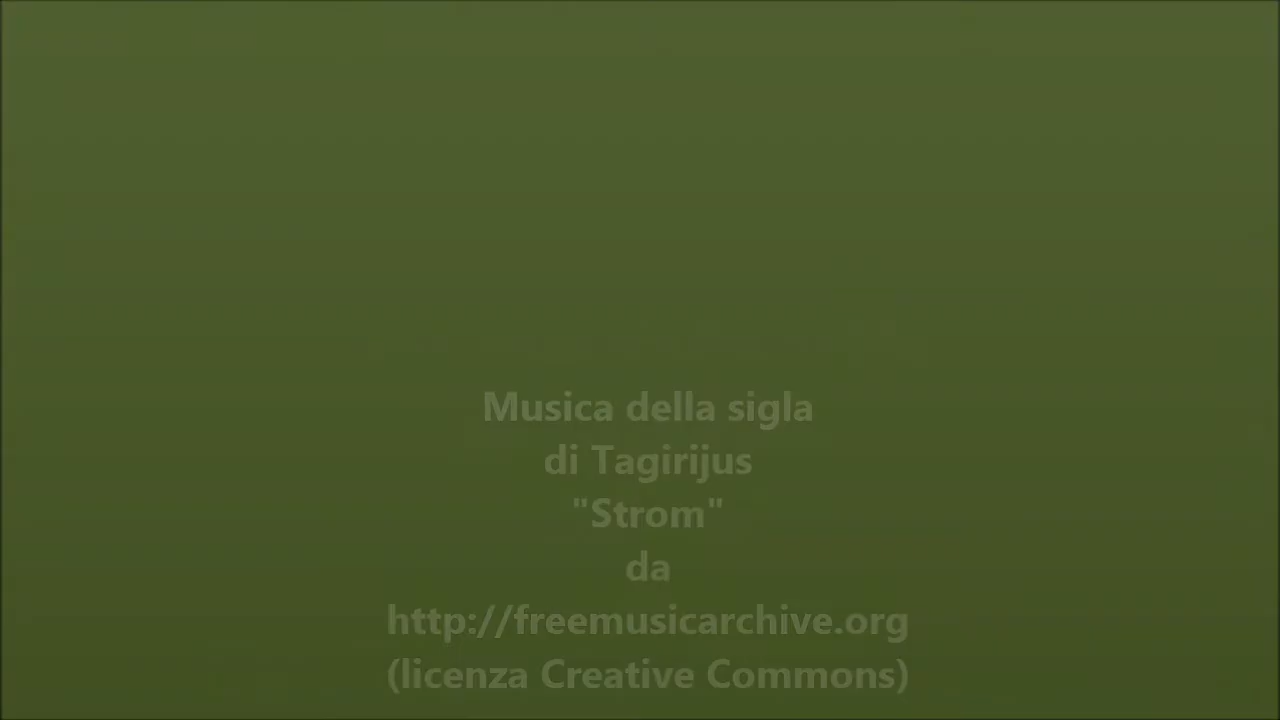 Musica della sigla
di Tagirijus
"Strom"
da
http://freemusicarchive.org
(licenza Creative Commons)